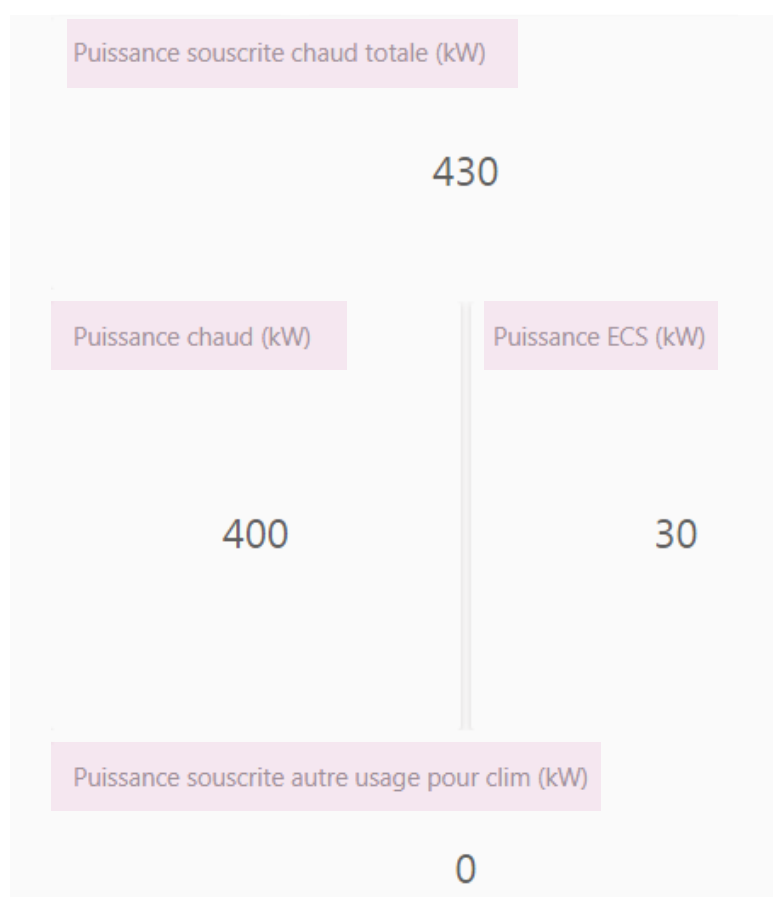 Puissance souscrite chaud totale (kW)
430
Puissance chaud (kW)
Puissance ECS (kW)
400
30
Puissance souscrite autre usage pour clim (kW)
0